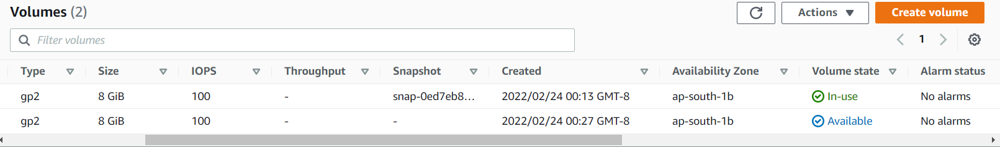 Volumes (2)
Actions
Create volume
Filter volumes
1
Type Size IOPS Throughput Snapshot Created Availability Zone Volume state Alarm status
gp2 8 GiB 100 - snap-0ed7eb8... 2022/02/24 00:13 GMT-8 ap-south-1b In-use No alarms
gp2 8 GiB 100 - - 2022/02/24 00:27 GMT-8 ap-south-1b Available No alarms